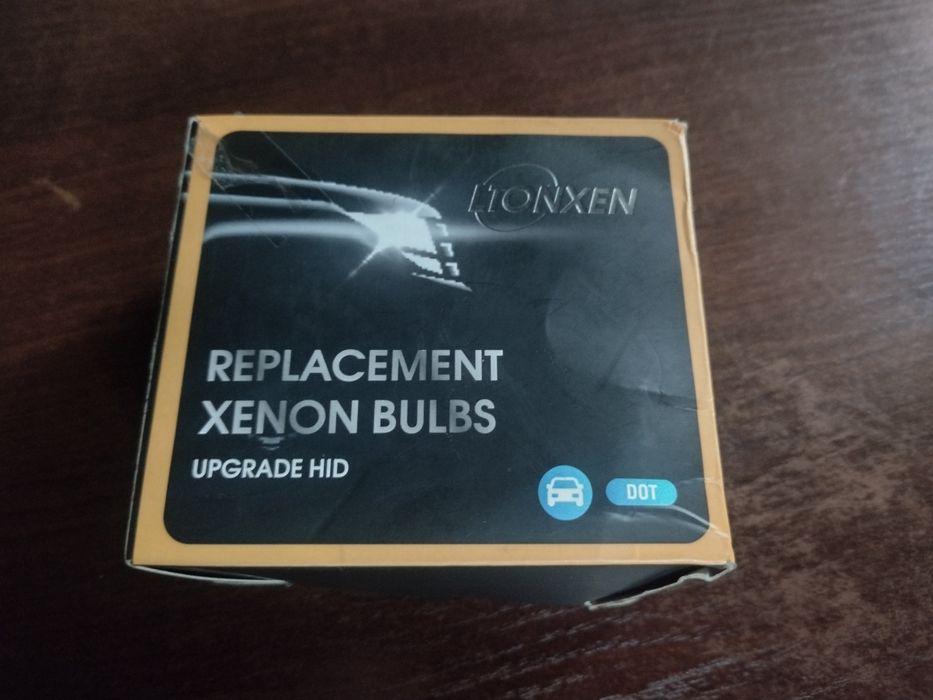 LTONXEN
REPLACEMENT
XENON BULBS
UPGRADE HID
DOT